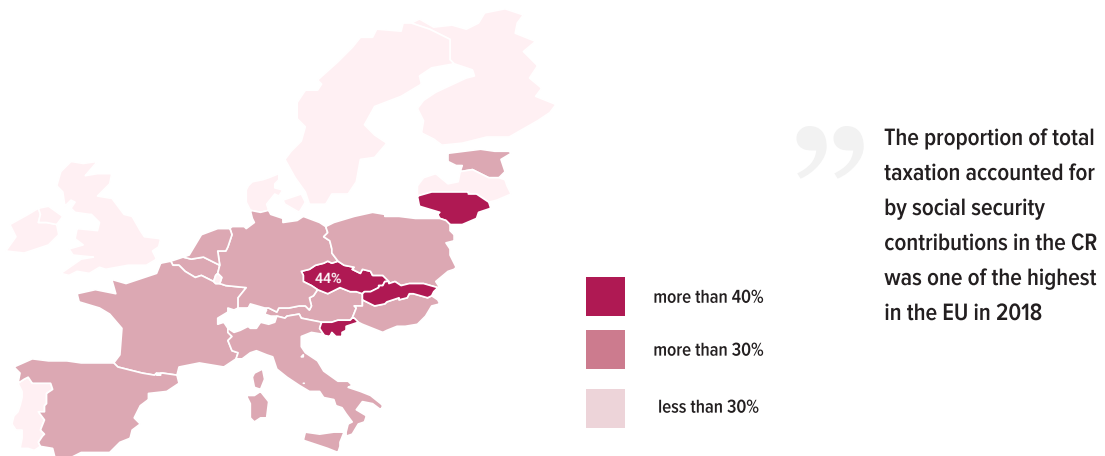 44%
more than 40%
more than 30%
less than 30%
”
The proportion of total
taxation accounted for
by social security
contributions in the CR
was one of the highest
in the EU in 2018